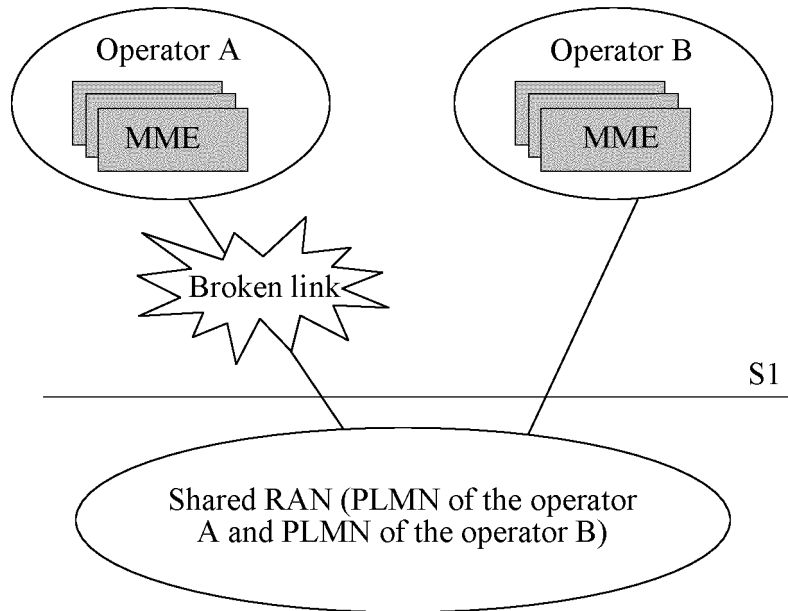 Operator A
Operator B
MME
MME
Broken link
S1
Shared RAN (PLMN of the operator
A and PLMN of the operator B)